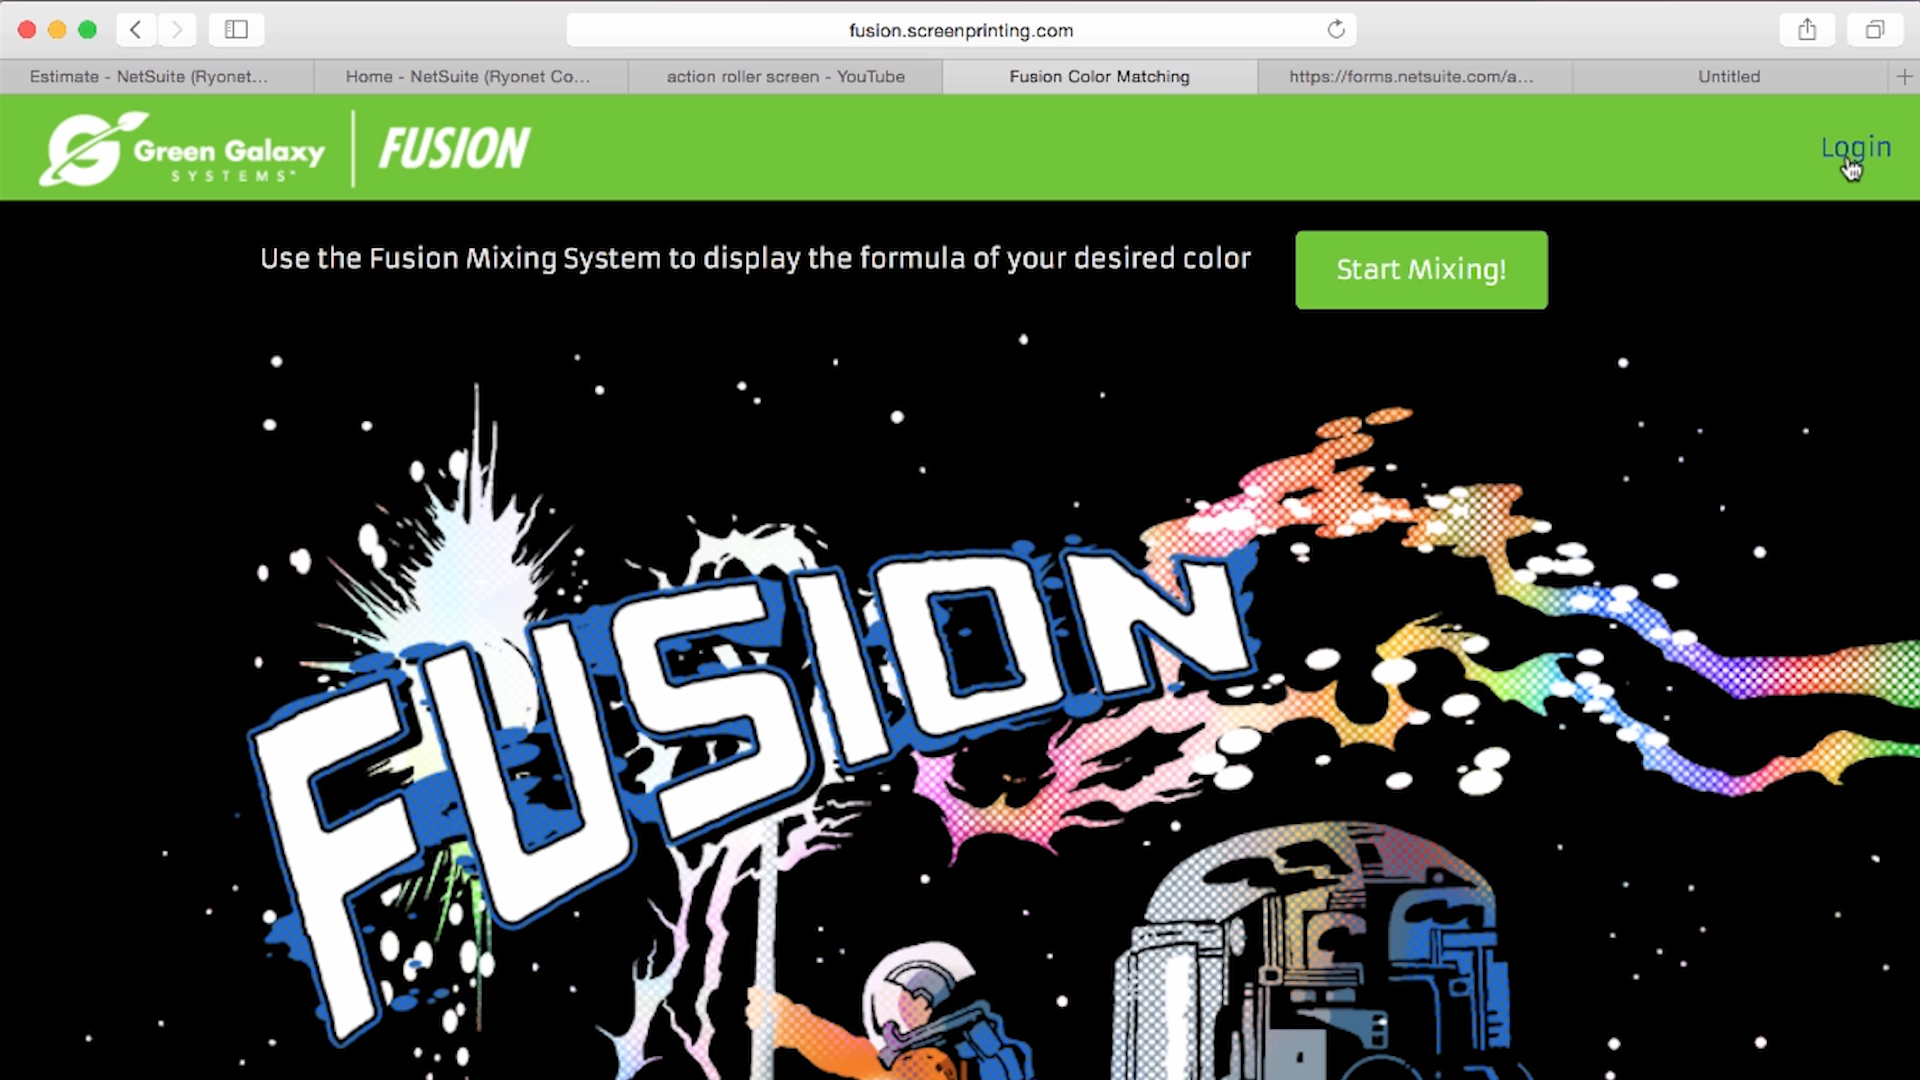 fusion.screenprinting.com
Estimate - NetSuite (Ryonet...
Home - NetSuite (Ryonet Co...
action roller screen - YouTube
Fusion Color Matching
https://forms.netsuite.com/a...
Untitled
Green Galaxy
SYSTEMS™
FUSION
Login
Use the Fusion Mixing System to display the formula of your desired color
Start Mixing!
FUSION